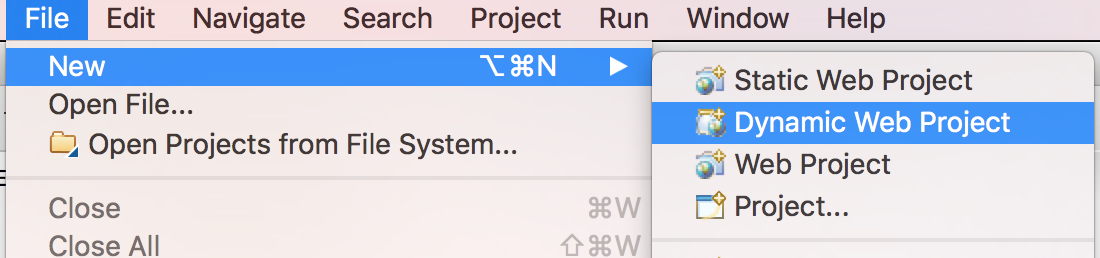 File Edit Navigate Search Project Run Window Help
New ⌥⌘N ▶
Open File...
Open Projects from File System...
Close ⌘W
Close All ⇧⌘W
Static Web Project
Dynamic Web Project
Web Project
Project...